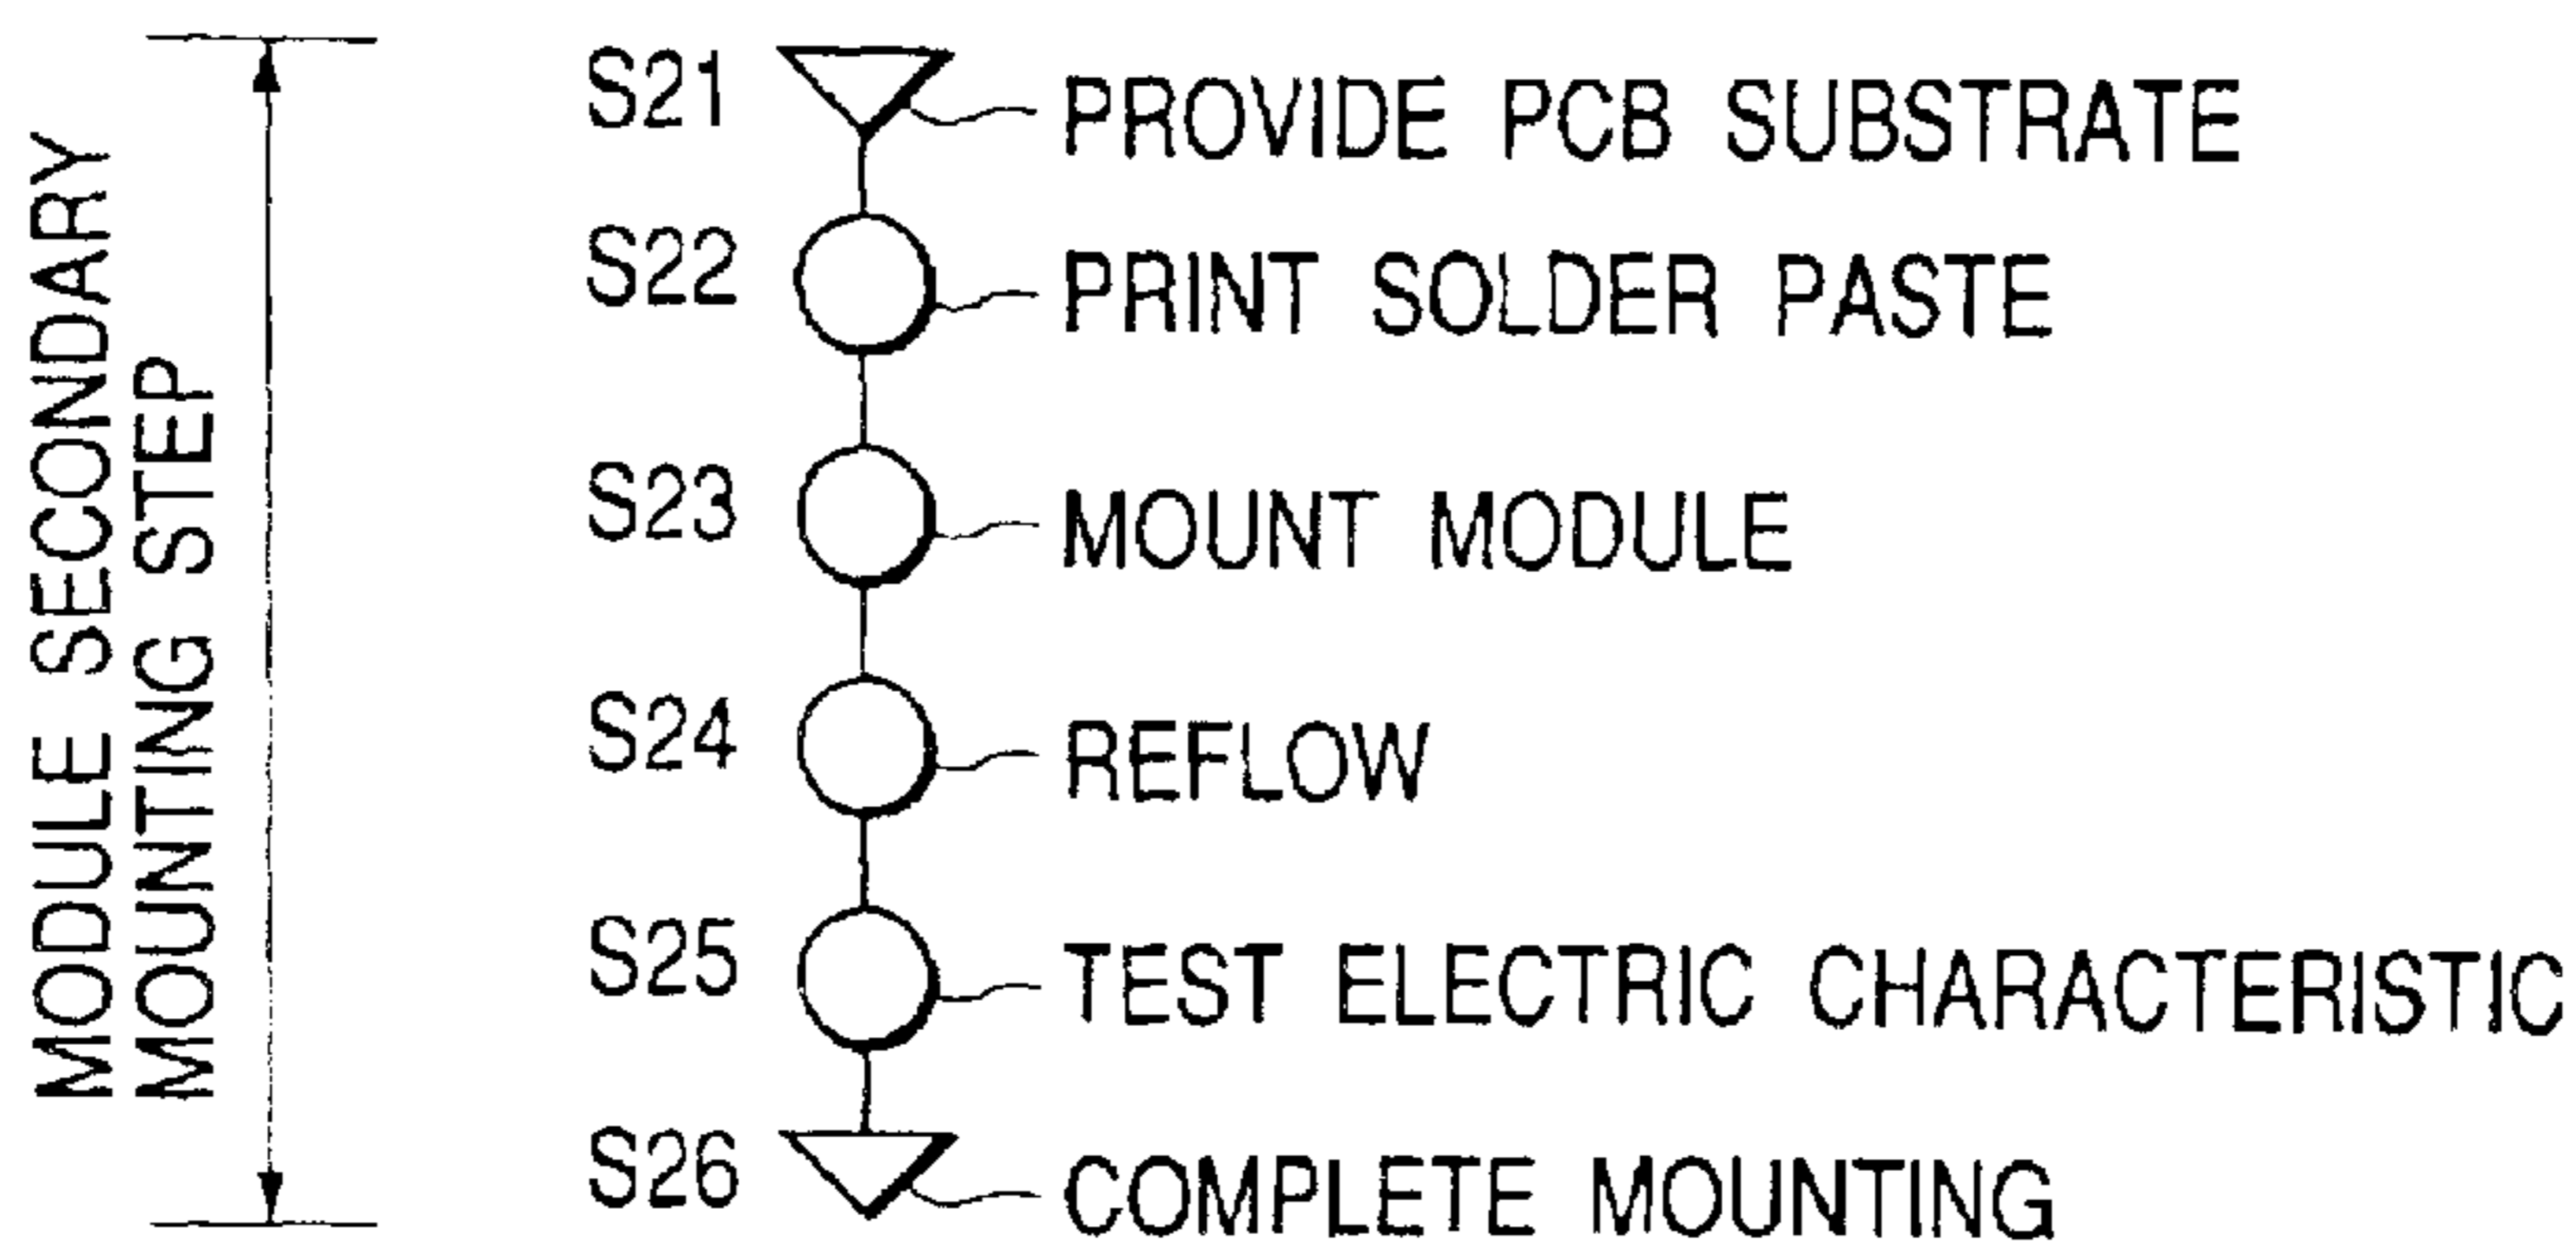 MODULE SECONDARY
MOUNTING STEP
S21 PROVIDE PCB SUBSTRATE
S22 PRINT SOLDER PASTE
S23 MOUNT MODULE
S24 REFLOW
S25 TEST ELECTRIC CHARACTERISTIC
S26 COMPLETE MOUNTING